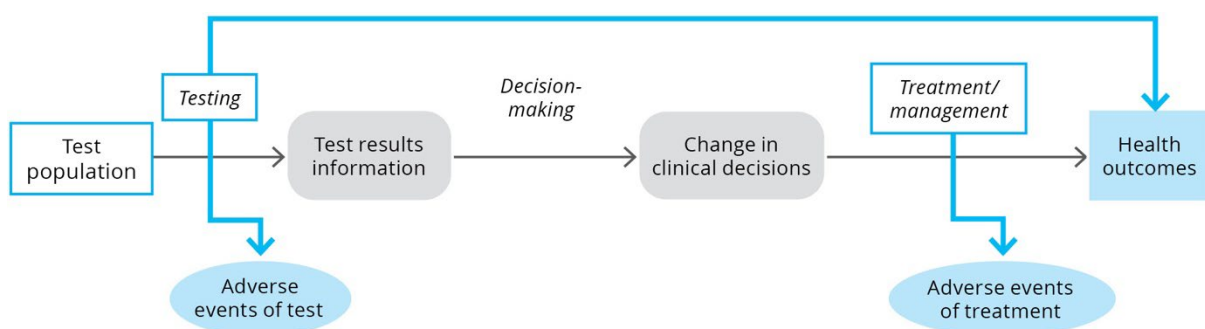 Testing
Decision-
making
Treatment/
management
Test
population
Test results
information
Change in
clinical decisions
Health
outcomes
Adverse
events of test
Adverse events
of treatment